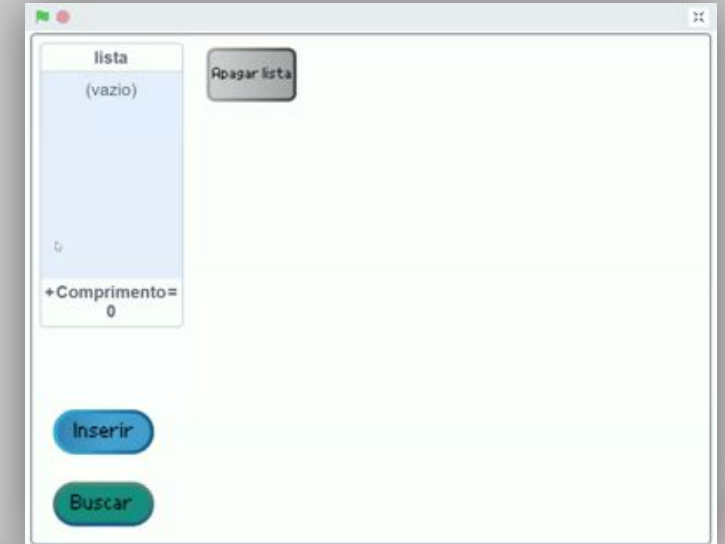 lista
(vazio)
Apagar lista
+Comprimento=
0
Inserir
Buscar